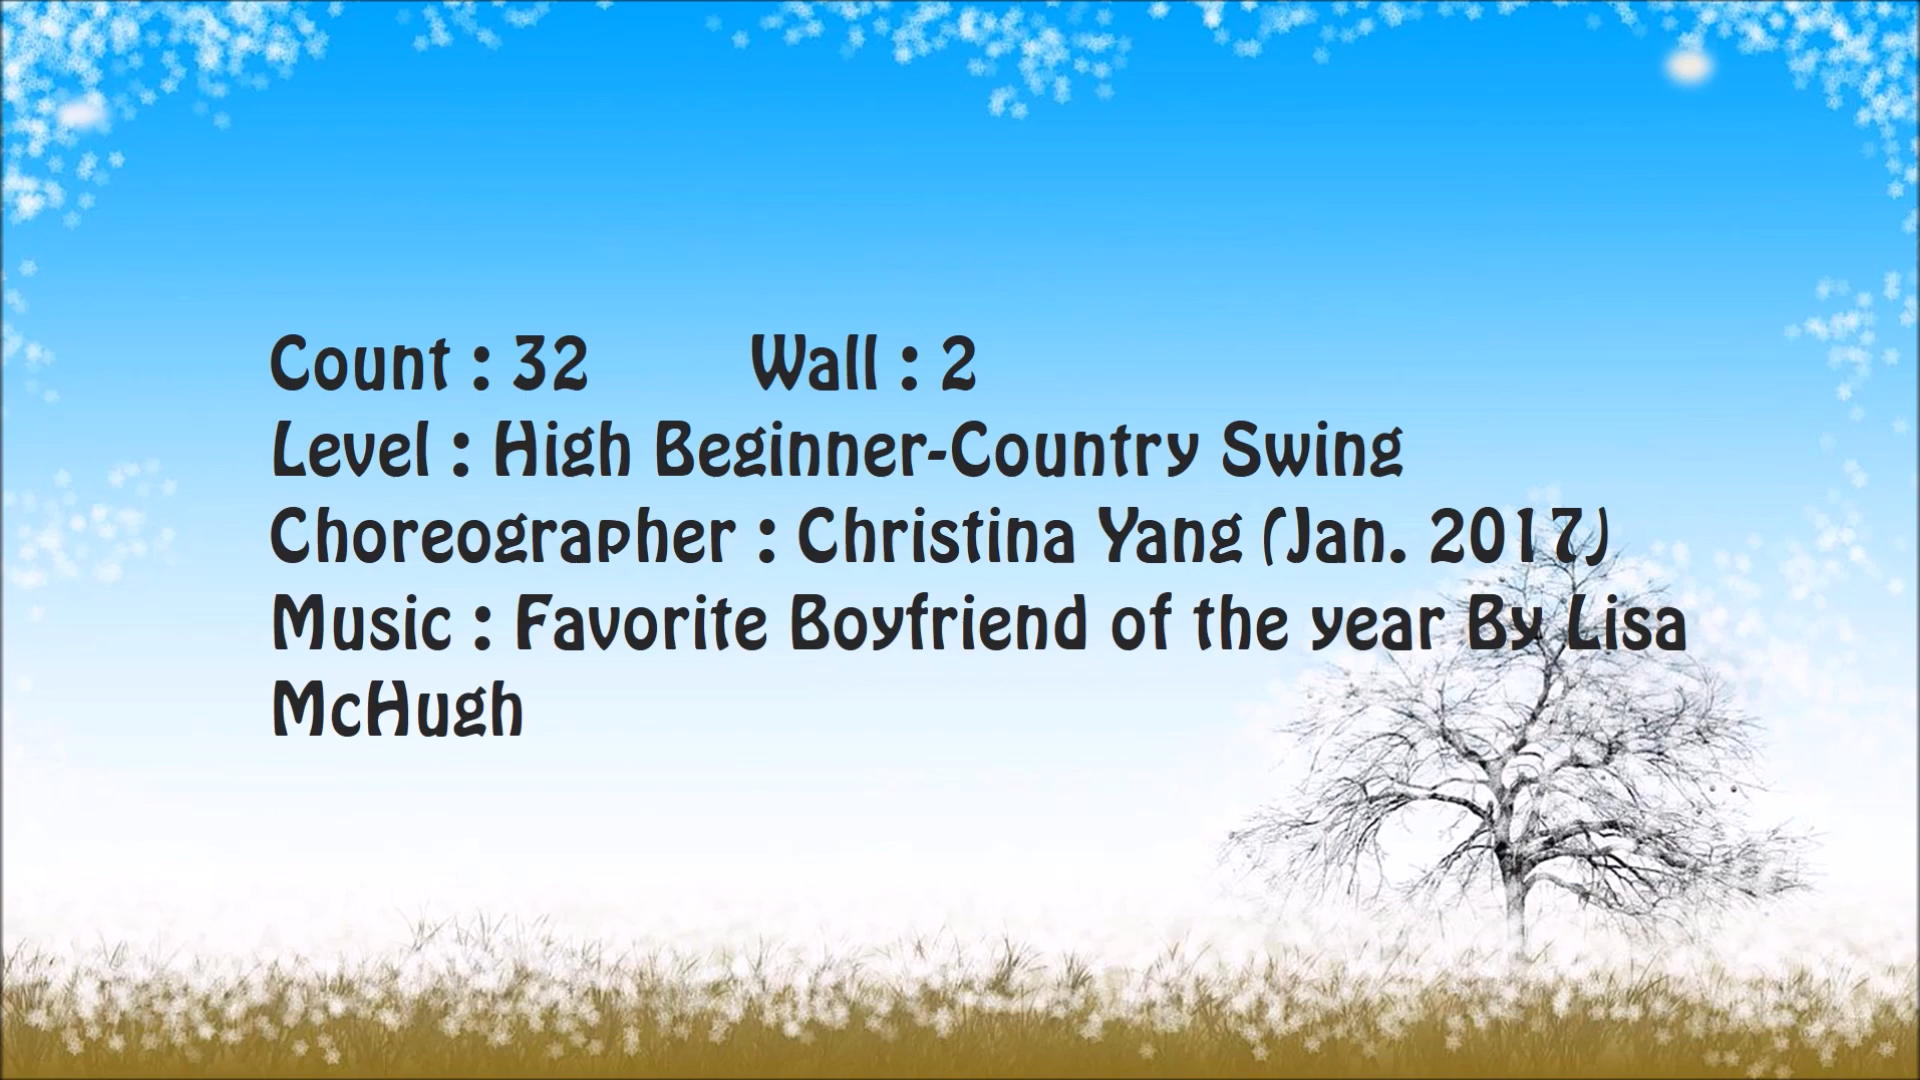 Count : 32 Wall : 2
Level : High Beginner-Country Swing
Choreographer : Christina Yang (Jan. 2017)
Music : Favorite Boyfriend of the year By Lisa
McHugh